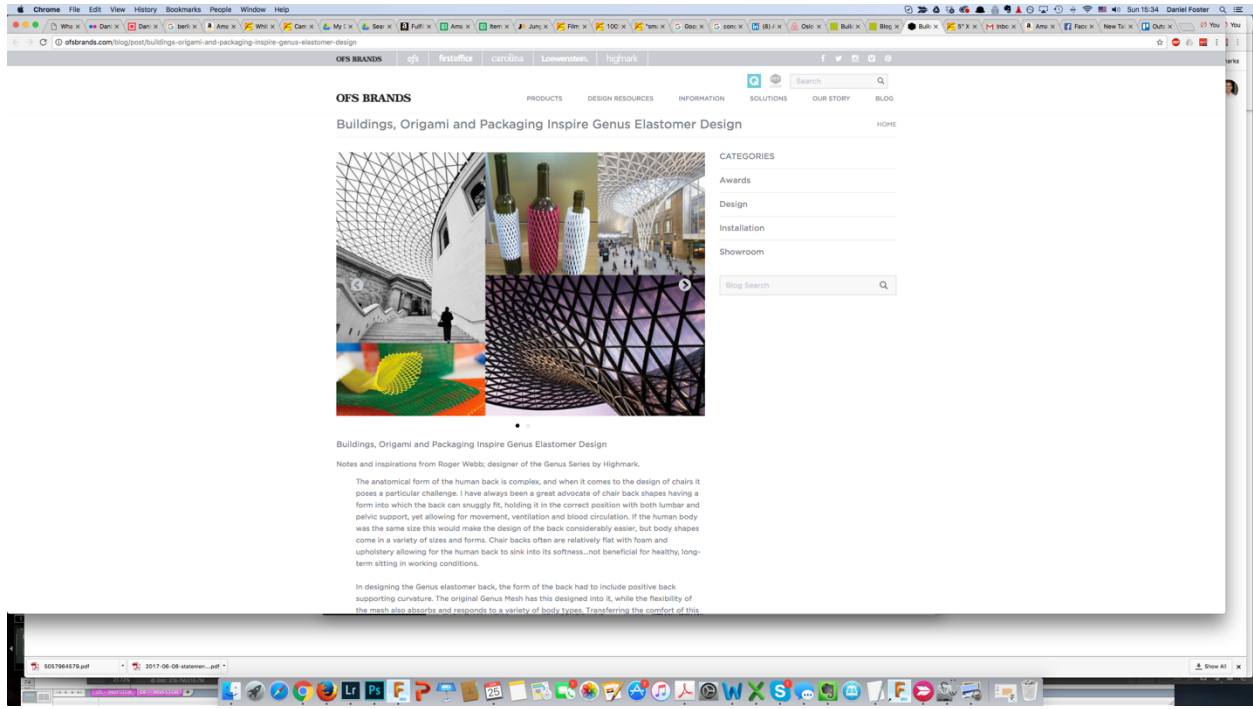 Chrome File Edit View History Bookmarks People Window Help
Sun 15:34 Daniel Foster
ofsbrands.com/blog/post/buildings-origami-and-packaging-inspire-genus-elastomer-design
OFS BRANDS ofs firstoffice carolina Loewenstein. highmark
Search
OFS BRANDS
PRODUCTS DESIGN RESOURCES INFORMATION SOLUTIONS OUR STORY BLOG
Buildings, Origami and Packaging Inspire Genus Elastomer Design
HOME
CATEGORIES
Awards
Design
Installation
Showroom
Blog Search
Buildings, Origami and Packaging Inspire Genus Elastomer Design
Notes and inspirations from Roger Webb; designer of the Genus Series by Highmark.
The anatomical form of the human back is complex, and when it comes to the design of chairs it
poses a particular challenge. I have always been a great advocate of chair back shapes having a
form into which the back can snuggly fit, holding it in the correct position with both lumbar and
pelvic support, yet allowing for movement, ventilation and blood circulation. If the human body
was the same size this would make the design of the back considerably easier, but body shapes
come in a variety of sizes and forms. Chair backs often are relatively flat with foam and
upholstery allowing for the human back to sink into its softness...not beneficial for healthy, long-
term sitting in working conditions.
In designing the Genus elastomer back, the form of the back had to include positive back
supporting curvature. The original Genus Mesh has this designed into it, while the flexibility of
the mesh also absorbs and responds to a variety of body types. Transferring the comfort of this
5057964579.pdf
2017-06-08-statemen....pdf
Show All